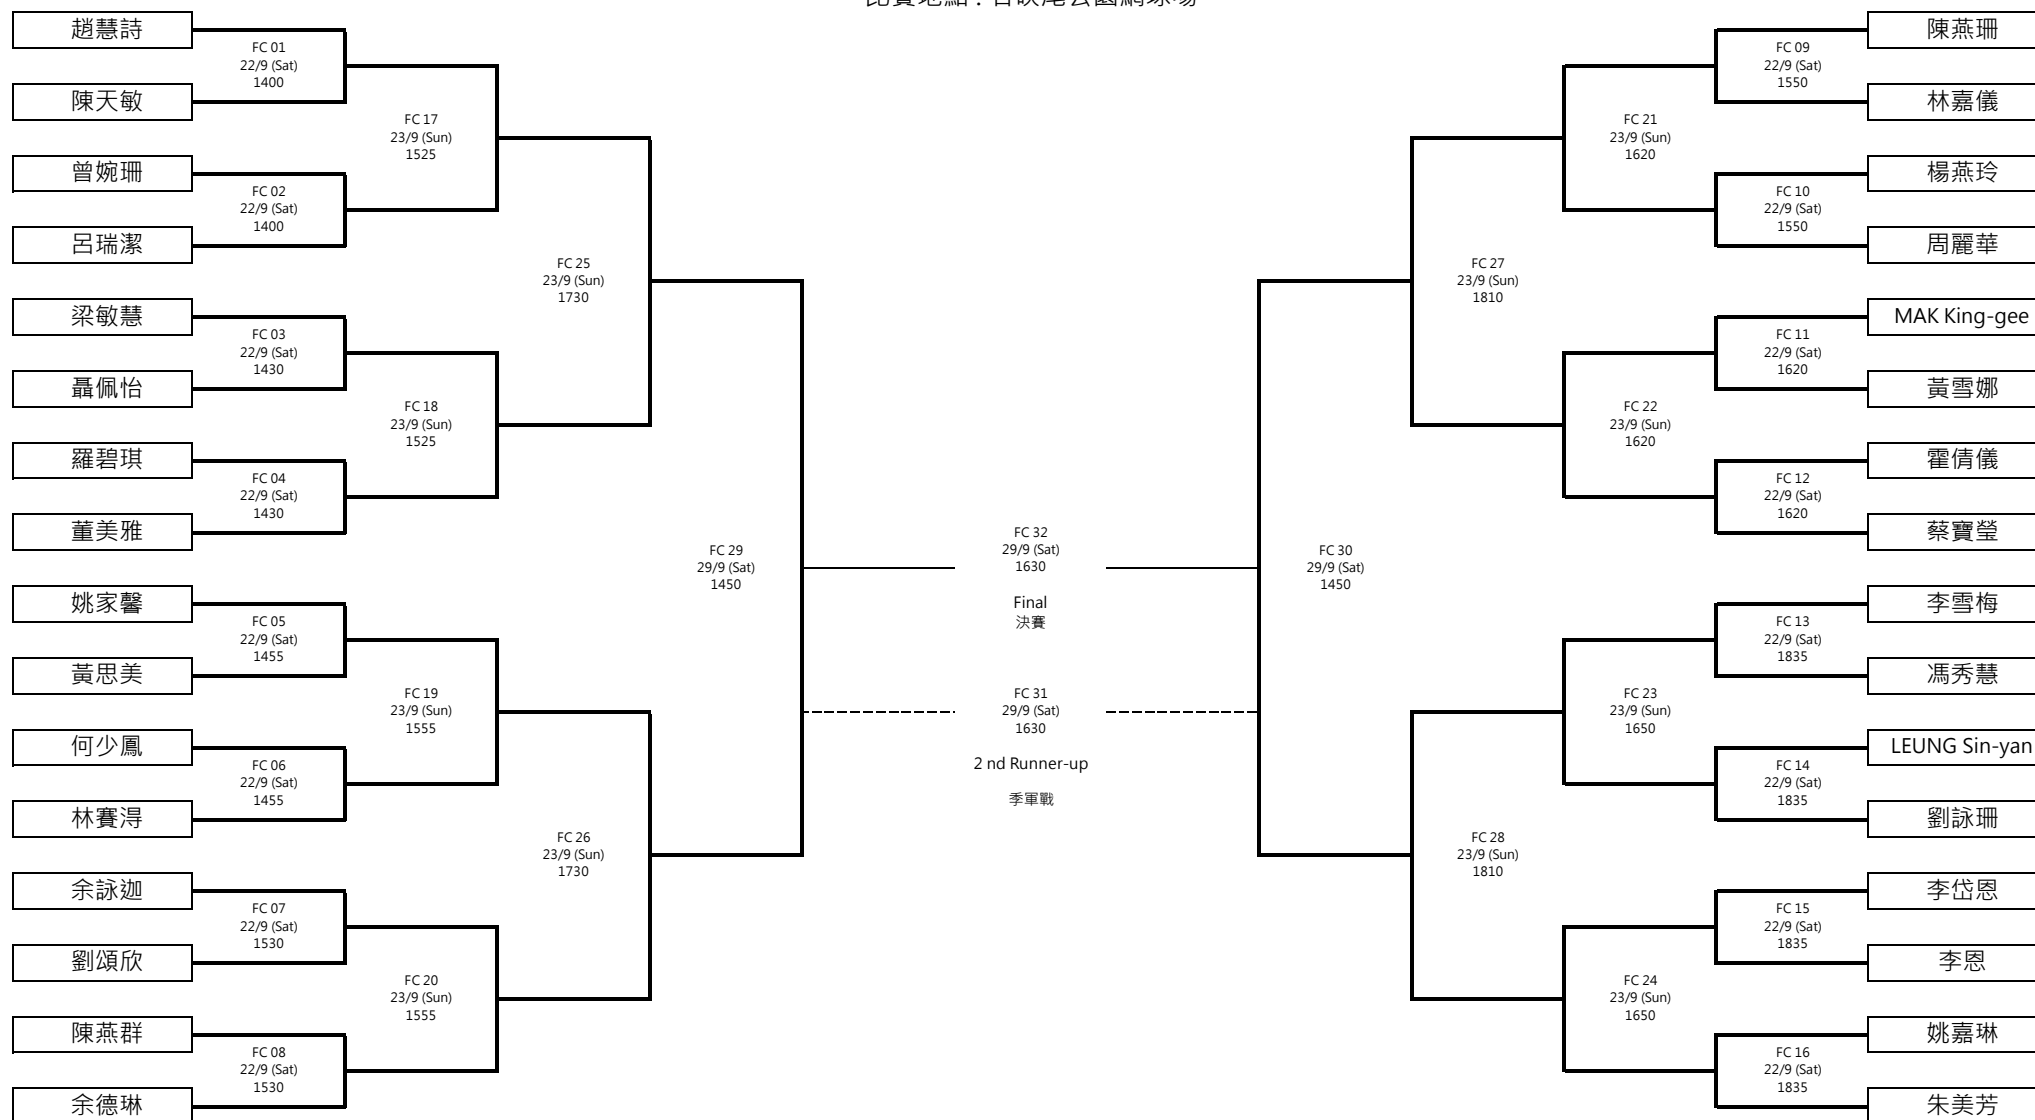 趙慧詩
FC 01
22/9 (Sat)
1400
陳天敏
FC 17
23/9 (Sun)
1525
曾婉珊
FC 02
22/9 (Sat)
1400
呂瑞潔
FC 25
23/9 (Sun)
1730
梁敏慧
FC 03
22/9 (Sat)
1430
聶佩怡
FC 18
23/9 (Sun)
1525
羅碧琪
FC 04
22/9 (Sat)
1430
董美雅
FC 29
29/9 (Sat)
1450
姚家馨
FC 05
22/9 (Sat)
1455
黃思美
FC 19
23/9 (Sun)
1555
何少鳳
FC 06
22/9 (Sat)
1455
林賽淂
FC 26
23/9 (Sun)
1730
余詠迦
FC 07
22/9 (Sat)
1530
劉頌欣
FC 20
23/9 (Sun)
1555
陳燕群
FC 08
22/9 (Sat)
1530
余德琳
FC 32
29/9 (Sat)
1630
Final
決賽
FC 31
29/9 (Sat)
1630
2 nd Runner-up
季軍戰
陳燕珊
FC 09
22/9 (Sat)
1550
林嘉儀
FC 21
23/9 (Sun)
1620
楊燕玲
FC 10
22/9 (Sat)
1550
周麗華
FC 27
23/9 (Sun)
1810
MAK King-gee
FC 11
22/9 (Sat)
1620
黃雪娜
FC 22
23/9 (Sun)
1620
霍倩儀
FC 12
22/9 (Sat)
1620
蔡寶瑩
FC 30
29/9 (Sat)
1450
李雪梅
FC 13
22/9 (Sat)
1835
馮秀慧
FC 23
23/9 (Sun)
1650
LEUNG Sin-yan
FC 14
22/9 (Sat)
1835
劉詠珊
FC 28
23/9 (Sun)
1810
李岱恩
FC 15
22/9 (Sat)
1835
李恩
FC 24
23/9 (Sun)
1650
姚嘉琳
FC 16
22/9 (Sat)
1835
朱美芳